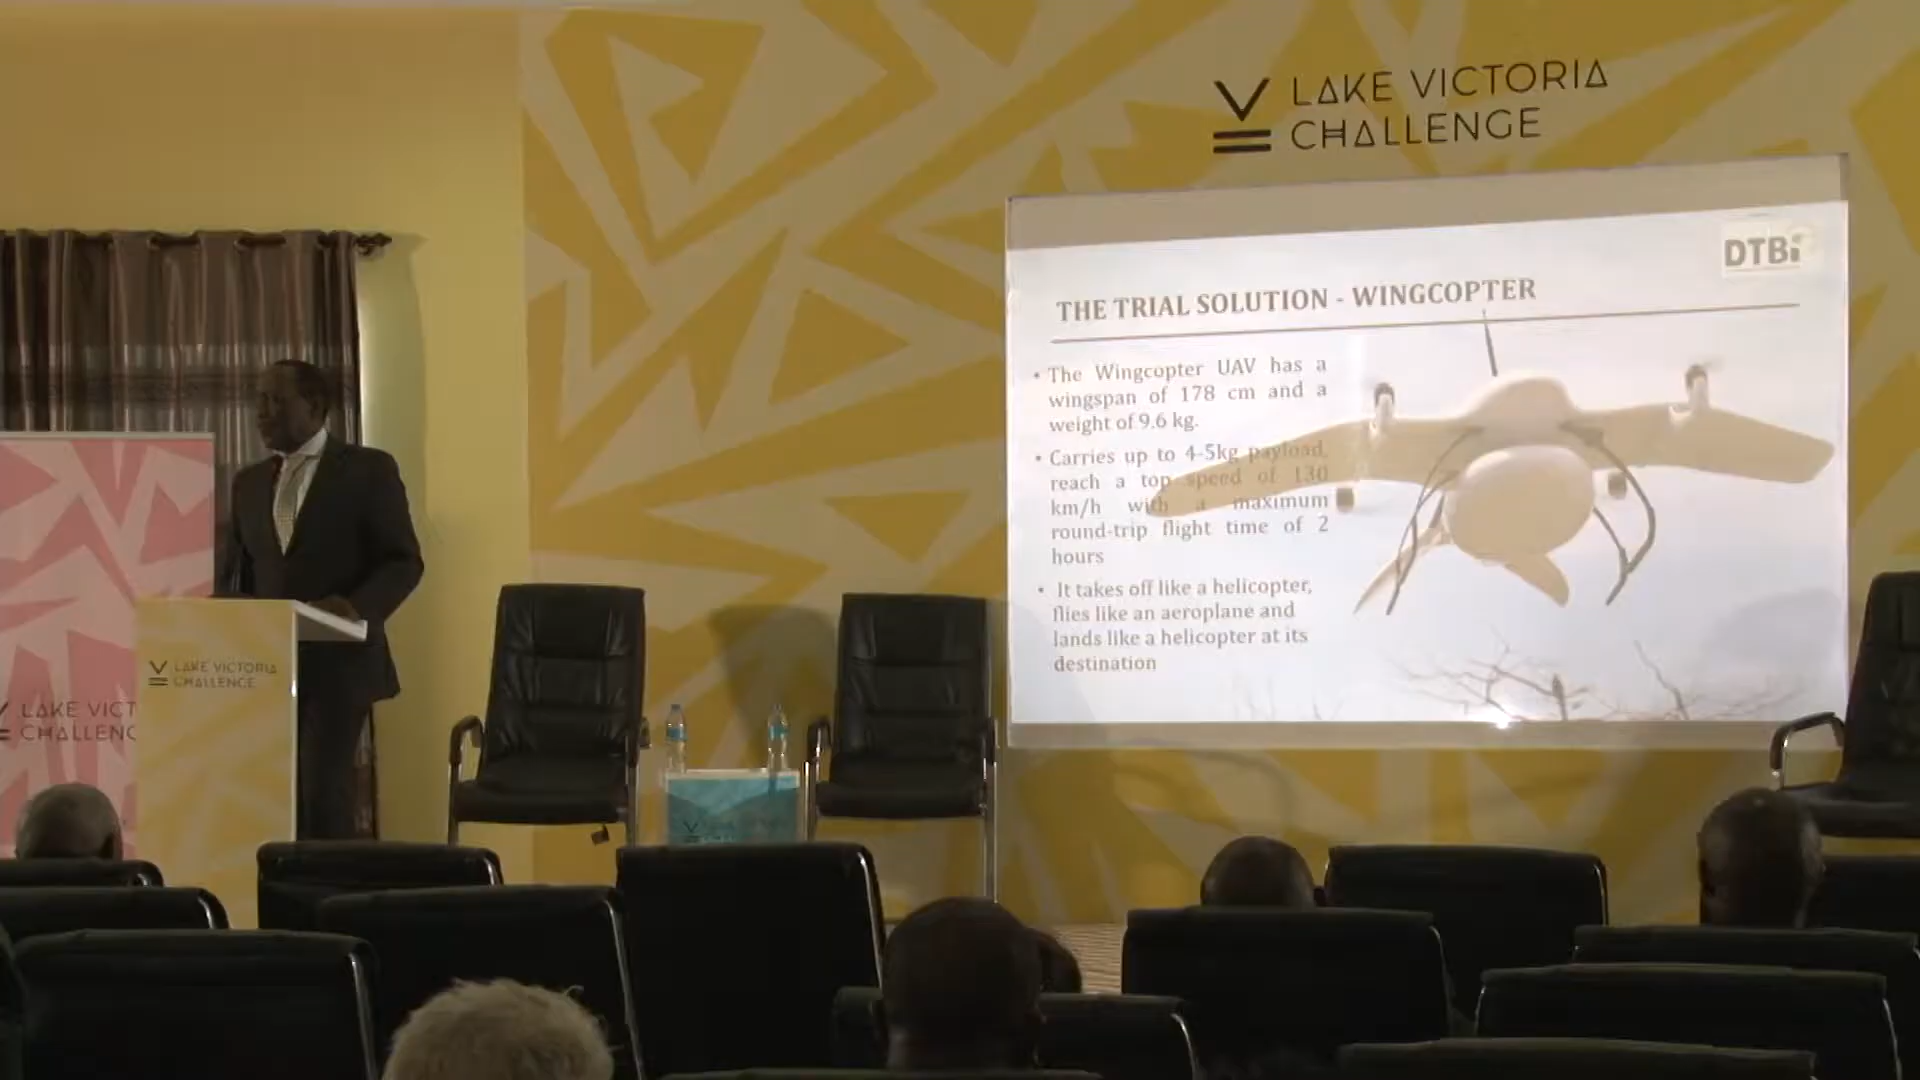 LAKE VICTORIA
CHALLENGE
DTBi
THE TRIAL SOLUTION - WINGCOPTER
• The Wingcopter UAV has a
wingspan of 178 cm and a
weight of 9.6 kg.
• Carries up to 4-5kg payload,
reach a top speed of 130
km/h with a maximum
round-trip flight time of 2
hours
• It takes off like a helicopter,
flies like an aeroplane and
lands like a helicopter at its
destination
LAKE VICTORIA
CHALLENGE
LAKE VICT
CHALLENG